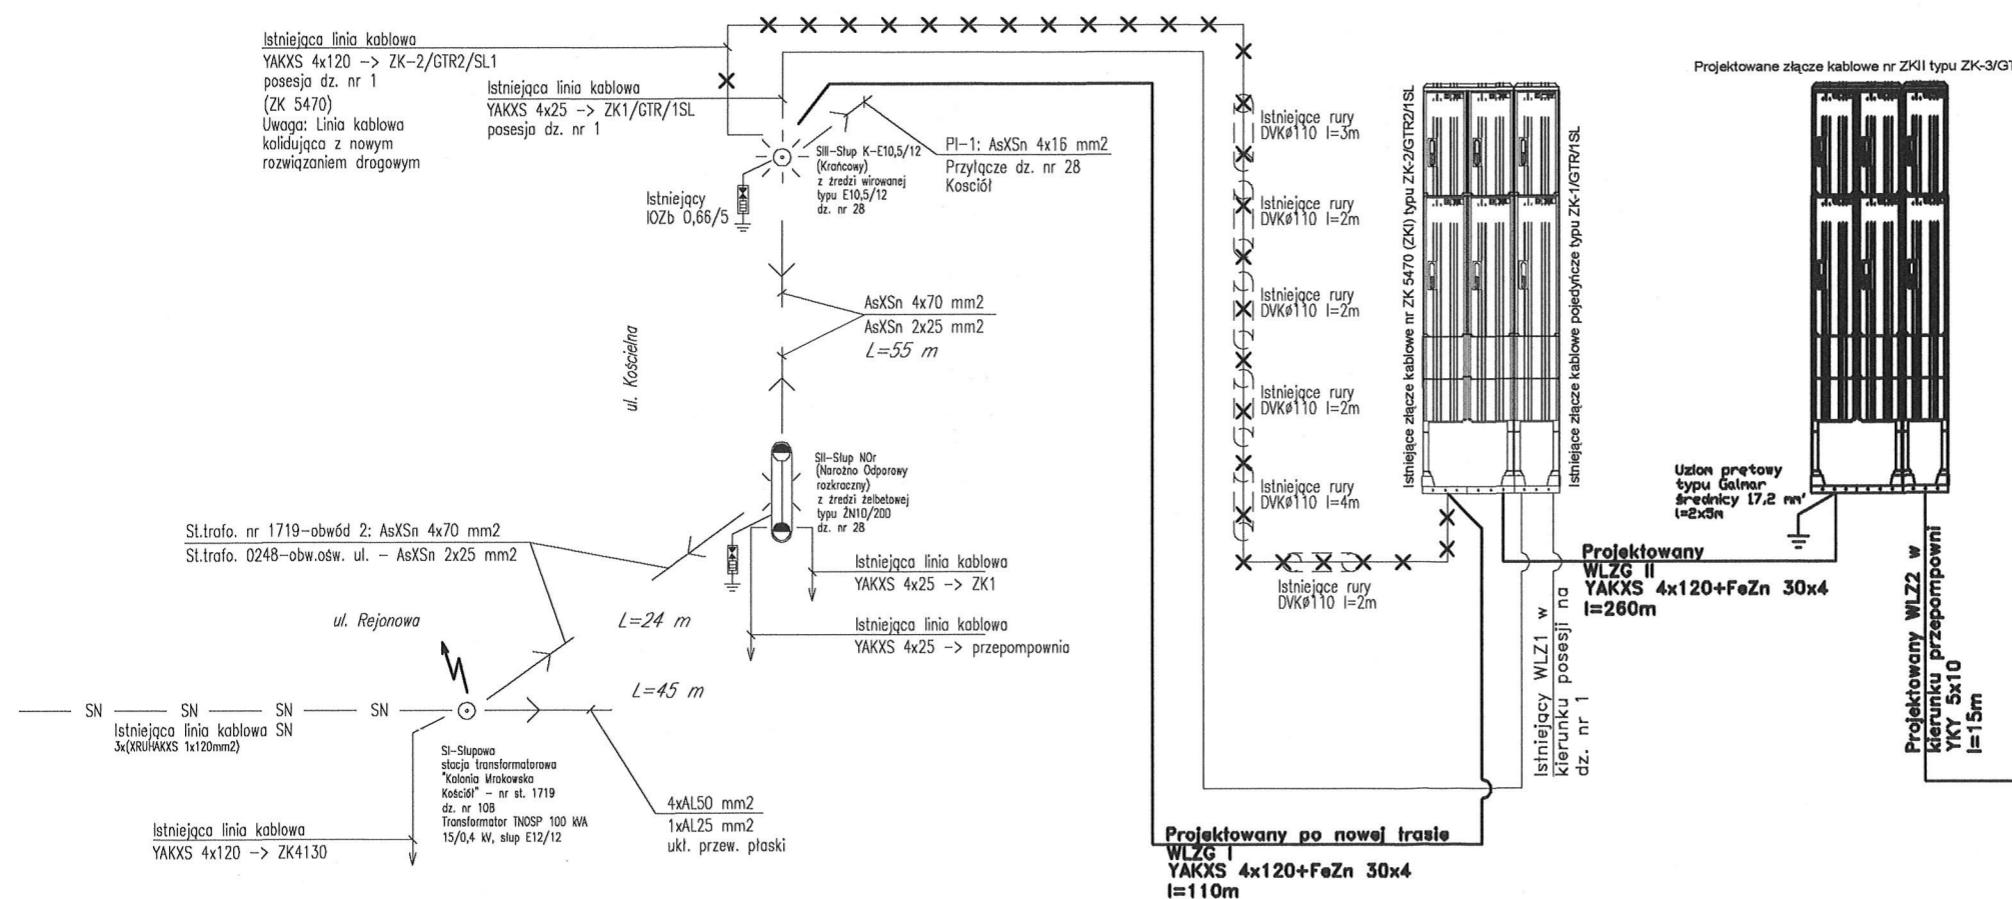 Istniejąca linia kablowa
YAKXS 4x120 -> ZK-2/GTR2/SL1
posesja dz. nr 1
(ZK 5470)
Uwaga: Linia kablowa
kolidująca z nowym
rozwiązaniem drogowym
Istniejąca linia kablowa
YAKXS 4x25 -> ZK1/GTR/1SL
posesja dz. nr 1
SIII-Słup K-E10,5/12
(Krańcowy)
z żredzi wirowanej
typu E10,5/12
dz. nr 28
PI-1: AsXSn 4x16 mm2
Przyłącze dz. nr 28
Kosciół
Istniejący
IOZb 0,66/5
AsXSn 4x70 mm2
AsXSn 2x25 mm2
L=55 m
ul. Kościelna
SII-Słup NOr
(Narożno Odporowy
rozkraczny)
z żredzi żelbetowej
typu ŻN10/200
dz. nr 28
St.trafo. nr 1719-obwód 2: AsXSn 4x70 mm2
St.trafo. 0248-obw.ośw. ul. - AsXSn 2x25 mm2
Istniejąca linia kablowa
YAKXS 4x25 -> ZK1
Istniejąca linia kablowa
YAKXS 4x25 -> przepompownia
ul. Rejonowa
L=24 m
L=45 m
SN SN SN SN
Istniejąca linia kablowa SN
3x(XRUHAKXS 1x120mm2)
SI-Słupowa
stacja transformatorowa
"Kolonia Mrokowska
Kościół" - nr st. 1719
dz. nr 108
Transformator TNOSP 100 kVA
15/0,4 kV, słup E12/12
4xAL50 mm2
1xAL25 mm2
ukł. przew. płaski
Istniejąca linia kablowa
YAKXS 4x120 -> ZK4130
Istniejące rury
DVKø110 l=3m
Istniejące rury
DVKø110 l=2m
Istniejące rury
DVKø110 l=2m
Istniejące rury
DVKø110 l=2m
Istniejące rury
DVKø110 l=4m
Istniejące rury
DVKø110 l=2m
Istniejące złącze kablowe nr ZK 5470 (ZKI) typu ZK-2/GTR2/1SL
Istniejące złącze kablowe pojedyńcze typu ZK-1/GTR/1SL
Projektowane złącze kablowe nr ZKII typu ZK-3/GT
Uziom prętowy
typu Galmar
średnicy 17,2 mm'
l=2x5m
Projektowany
WLZG II
YAKXS 4x120+FeZn 30x4
l=260m
Istniejący WLZ1 w
kierunku posesji na
dz. nr 1
Projektowany WLZ2 w
kierunku przepompowni
YKY 5x10
l=15m
Projektowany po nowej trasie
WLZG I
YAKXS 4x120+FeZn 30x4
l=110m